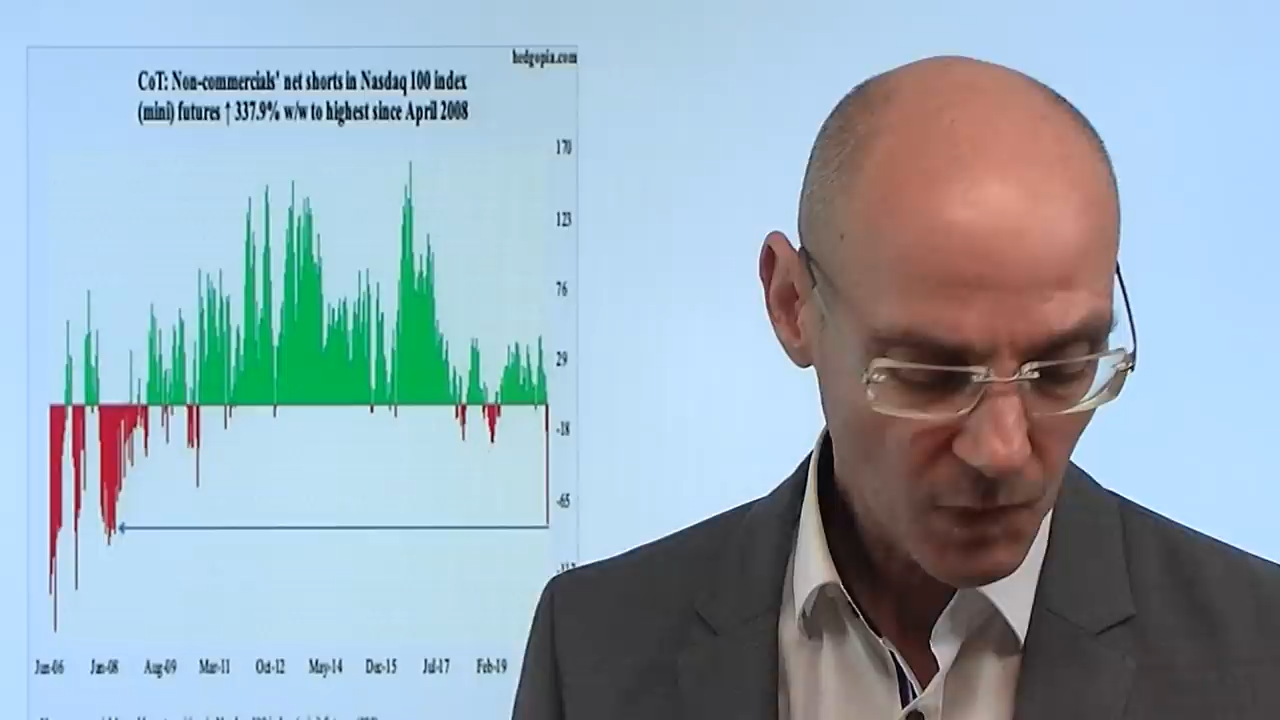 hedgopia.com
CoT: Non-commercials' net shorts in Nasdaq 100 index
(mini) futures ↑ 337.9% w/w to highest since April 2008
170
123
76
29
-18
-65
Jun-06 Jan-08 Aug-09 Mar-11 Oct-12 May-14 Dec-15 Jul-17 Feb-19